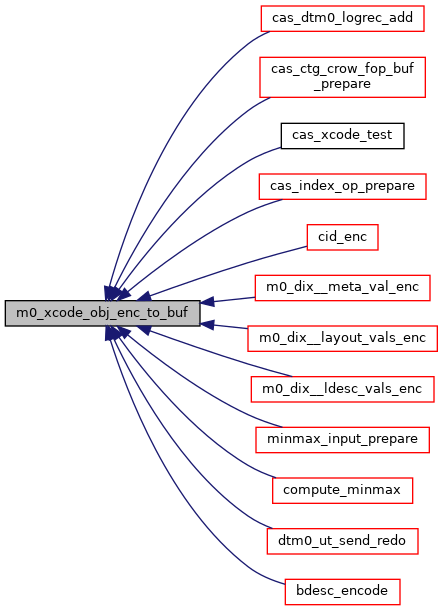 cas_dtm0_logrec_add
cas_ctg_crow_fop_buf
_prepare
cas_xcode_test
cas_index_op_prepare
cid_enc
m0_dix__meta_val_enc
m0_xcode_obj_enc_to_buf
m0_dix__layout_vals_enc
m0_dix__ldesc_vals_enc
minmax_input_prepare
compute_minmax
dtm0_ut_send_redo
bdesc_encode